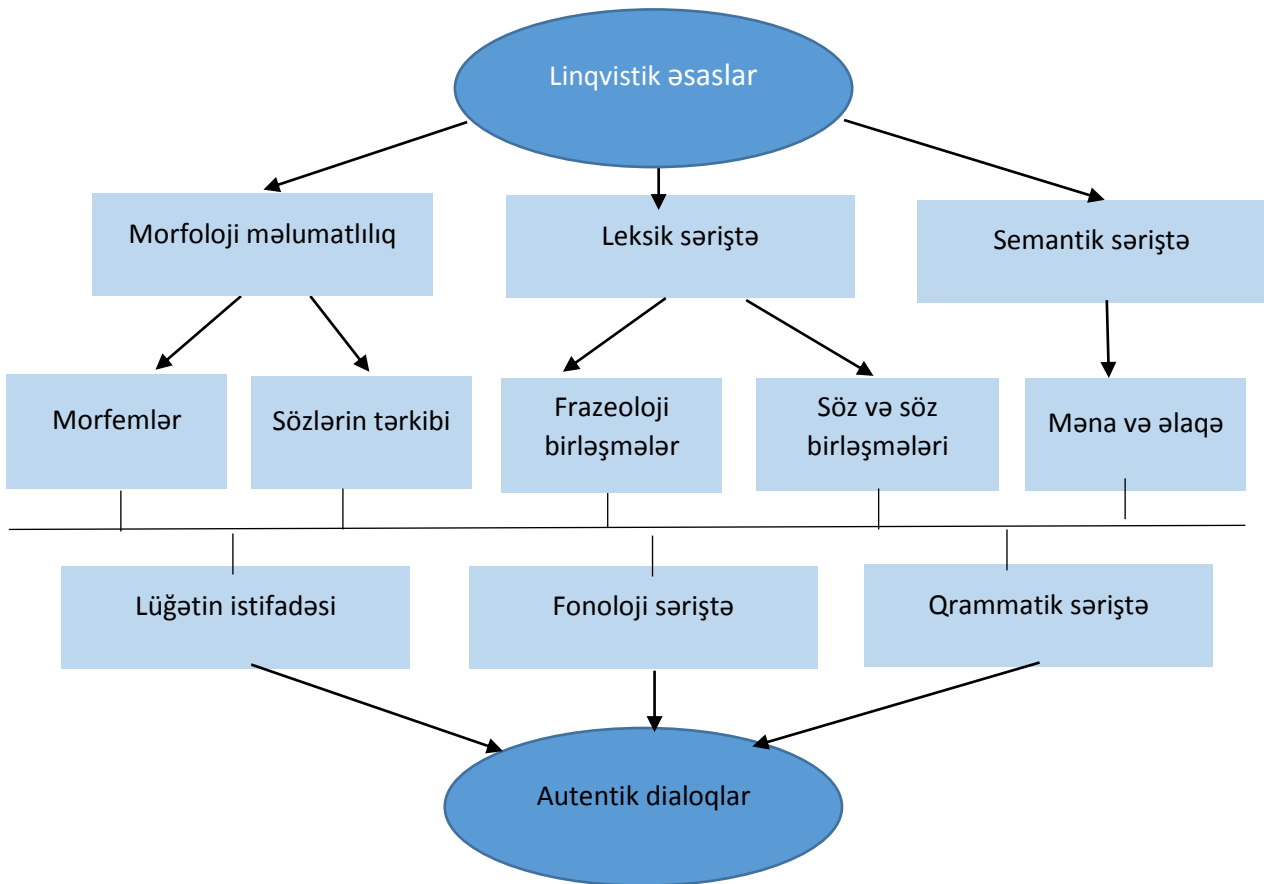 Linqvistik əsaslar
Morfoloji məlumatlılıq
Leksik səriştə
Semantik səriştə
Morfemlər
Sözlərin tərkibi
Frazeoloji
birləşmələr
Söz və söz
birləşmələri
Məna və əlaqə
Lüğətin istifadəsi
Fonoloji səriştə
Qrammatik səriştə
Autentik dialoqlar